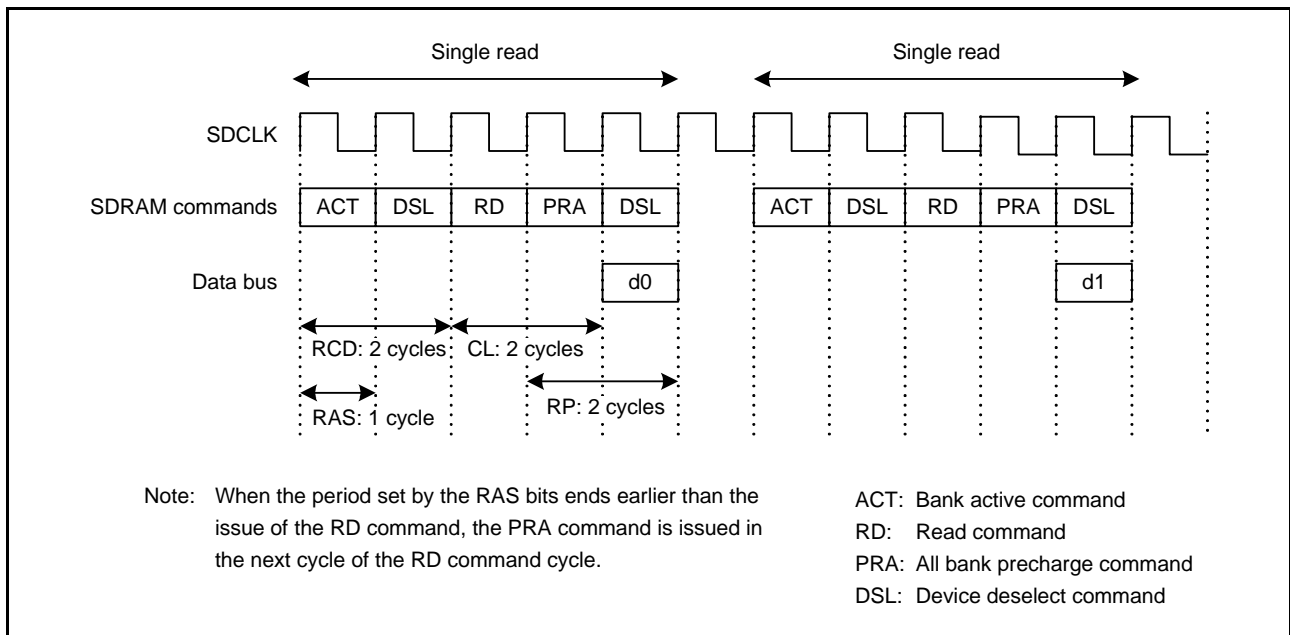 Single read Single read
SDCLK
SDRAM commands ACT DSL RD PRA DSL ACT DSL RD PRA DSL
Data bus d0 d1
RCD: 2 cycles CL: 2 cycles
RAS: 1 cycle RP: 2 cycles
Note: When the period set by the RAS bits ends earlier than the
issue of the RD command, the PRA command is issued in
the next cycle of the RD command cycle.
ACT: Bank active command
RD: Read command
PRA: All bank precharge command
DSL: Device deselect command